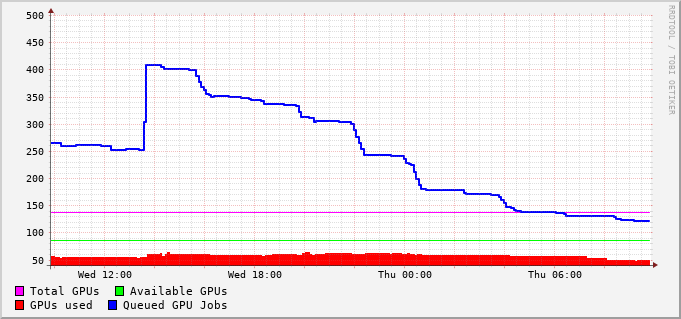 500
450
400
350
300
250
200
150
100
50
Wed 12:00 Wed 18:00 Thu 00:00 Thu 06:00
Total GPUs Available GPUs
GPUs used Queued GPU Jobs
RRDTOOL / TOBI OETIKER